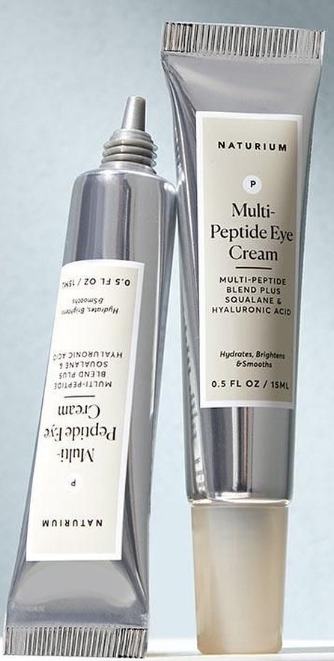 NATURIUM
P
Multi-
Peptide Eye
Cream
MULTI-PEPTIDE
BLEND PLUS
SQUALANE &
HYALURONIC ACID
Hydrates, Brightens
& Smooths
0.5 FL OZ / 15ML
NATURIUM
P
Multi-
Peptide Eye
Cream
MULTI-PEPTIDE
BLEND PLUS
SQUALANE &
HYALURONIC ACID
Hydrates, Brightens
& Smooths
0.5 FL OZ / 15ML